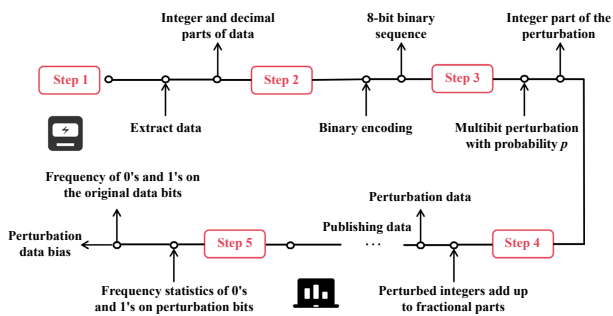 Integer and decimal
parts of data
8-bit binary
sequence
Integer part of
the perturbation
Step 1
Step 2
Step 3
Extract data
Binary encoding
Multibit perturbation
with probability p
Frequency of 0's and 1's on
the original data bits
Perturbation data
Publishing data
Perturbation
data bias
Step 5
...
Step 4
Frequency statistics of 0's
and 1's on perturbation bits
Perturbed integers add up
to fractional parts